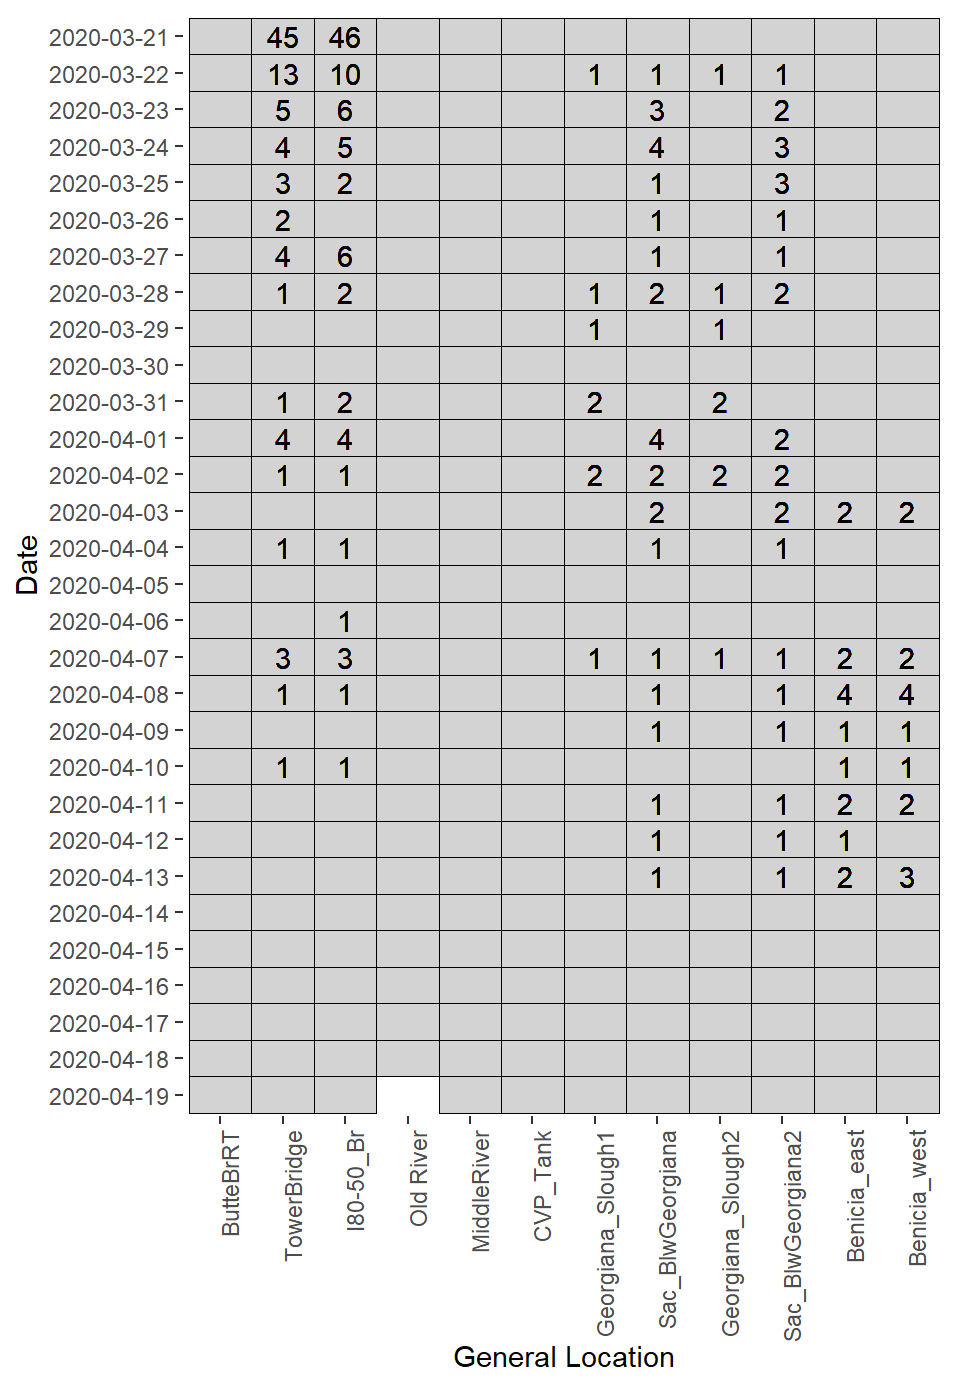 2020-03-21 45 46
2020-03-22 13 10 1 1 1 1
2020-03-23 5 6 3 2
2020-03-24 4 5 4 3
2020-03-25 3 2 1 3
2020-03-26 2 1 1
2020-03-27 4 6 1 1
2020-03-28 1 2 1 2 1 2
2020-03-29 1 1
2020-03-30
2020-03-31 1 2 2 2
2020-04-01 4 4 4 2
2020-04-02 1 1 2 2 2 2
2020-04-03 2 2 2 2
2020-04-04 1 1 1 1
2020-04-05
2020-04-06 1
2020-04-07 3 3 1 1 1 1 2 2
2020-04-08 1 1 1 1 4 4
2020-04-09 1 1 1 1
2020-04-10 1 1 1 1
2020-04-11 1 1 2 2
2020-04-12 1 1 1
2020-04-13 1 1 2 3
2020-04-14
2020-04-15
2020-04-16
2020-04-17
2020-04-18
2020-04-19
Date
ButteBrRT
TowerBridge
I80-50_Br
Old River
MiddleRiver
CVP_Tank
Georgiana_Slough1
Sac_BlwGeorgiana
Georgiana_Slough2
Sac_BlwGeorgiana2
Benicia_east
Benicia_west
General Location